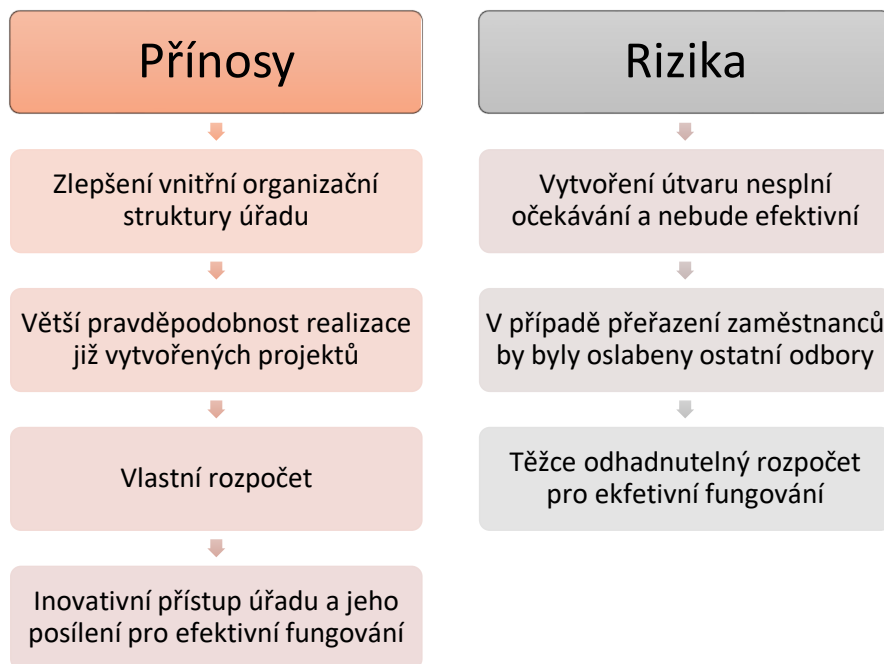 Přínosy
Zlepšení vnitřní organizační
struktury úřadu
Větší pravděpodobnost realizace
již vytvořených projektů
Vlastní rozpočet
Inovativní přístup úřadu a jeho
posílení pro efektivní fungování
Rizika
Vytvoření útvaru nesplní
očekávání a nebude efektivní
V případě přeřazení zaměstnanců
by byly oslabeny ostatní odbory
Těžce odhadnutelný rozpočet
pro ekfetivní fungování